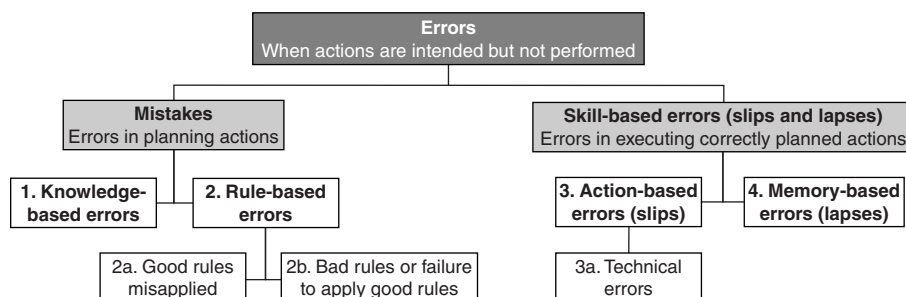 Errors
When actions are intended but not performed
Mistakes
Errors in planning actions
Skill-based errors (slips and lapses)
Errors in executing correctly planned actions
1. Knowledge-
based errors
2. Rule-based
errors
3. Action-based
errors (slips)
4. Memory-based
errors (lapses)
2a. Good rules
misapplied
2b. Bad rules or failure
to apply good rules
3a. Technical
errors